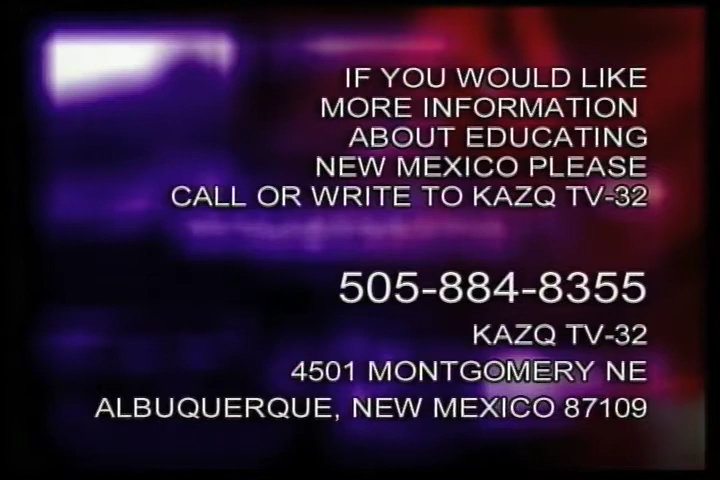 IF YOU WOULD LIKE
MORE INFORMATION
ABOUT EDUCATING
NEW MEXICO PLEASE
CALL OR WRITE TO KAZQ TV-32
505-884-8355
KAZQ TV-32
4501 MONTGOMERY NE
ALBUQUERQUE, NEW MEXICO 87109